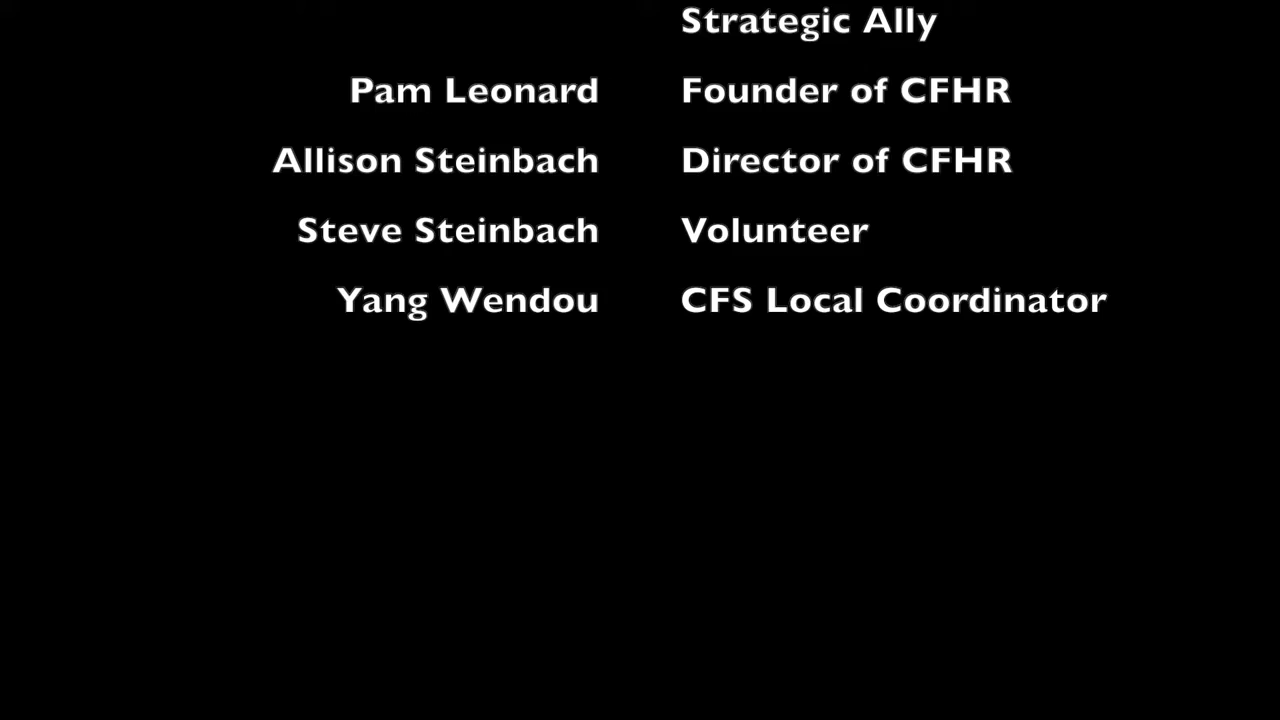 Strategic Ally
Pam Leonard Founder of CFHR
Allison Steinbach Director of CFHR
Steve Steinbach Volunteer
Yang Wendou CFS Local Coordinator